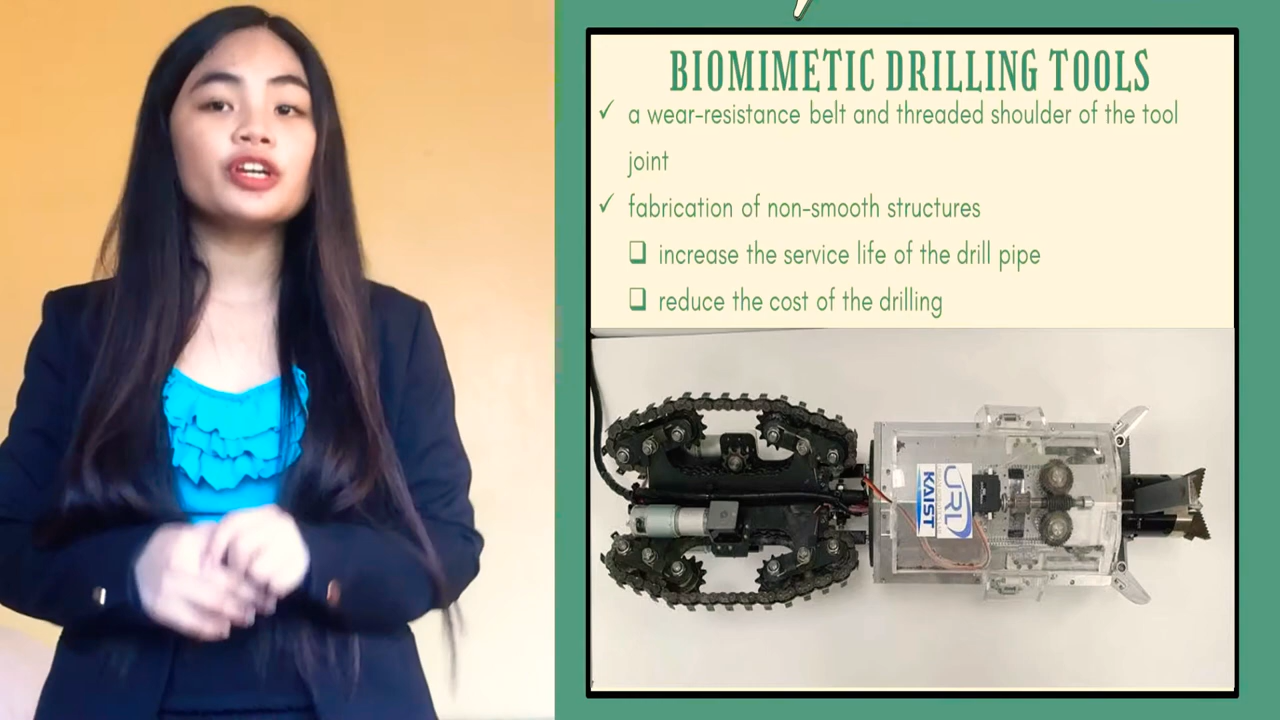 BIOMIMETIC DRILLING TOOLS
✓ a wear-resistance belt and threaded shoulder of the tool
joint
✓ fabrication of non-smooth structures
❑ increase the service life of the drill pipe
❑ reduce the cost of the drilling
URL
KAIST